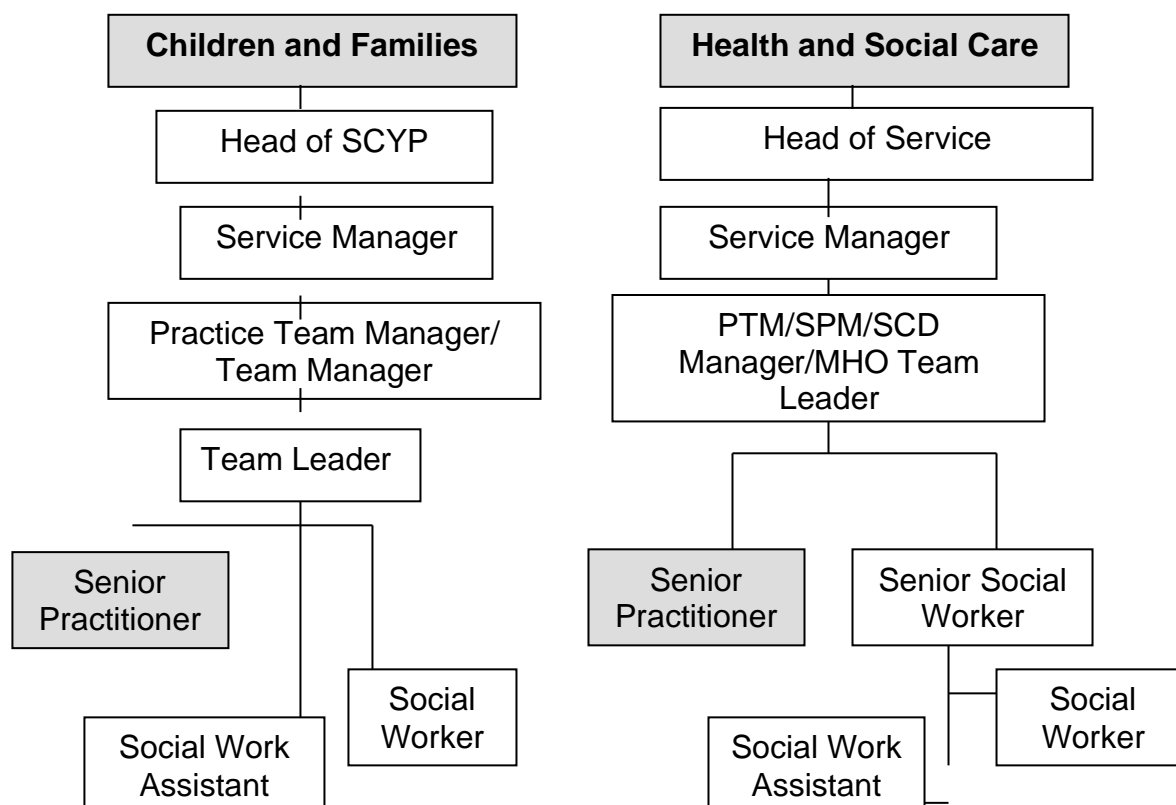 Children and Families
Head of SCYP
Service Manager
Practice Team Manager/
Team Manager
Team Leader
Senior
Practitioner
Social
Worker
Social Work
Assistant
Health and Social Care
Head of Service
Service Manager
PTM/SPM/SCD
Manager/MHO Team
Leader
Senior
Practitioner
Senior Social
Worker
Social
Worker
Social Work
Assistant